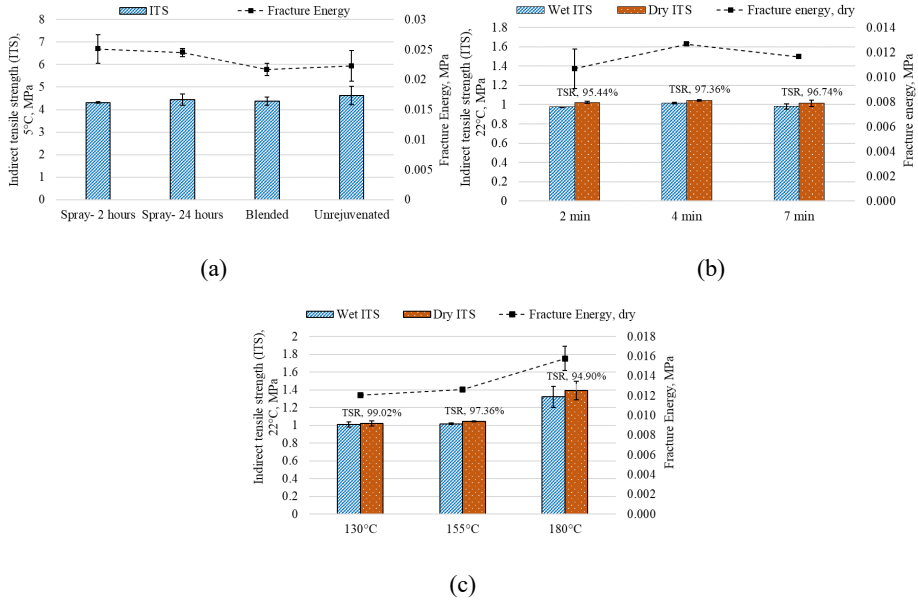 ITS
Fracture Energy
Indirect tensile strength (ITS),
5°C, MPa
8
7
6
5
4
3
2
1
0
0.03
0.025
0.02
0.015
0.01
0.005
0
Fracture Energy, MPa
Spray- 2 hours
Spray- 24 hours
Blended
Unrejuvenated
(a)
Wet ITS
Dry ITS
Fracture energy, dry
Indirect tensile strength (ITS),
22°C, MPa
1.8
1.6
1.4
1.2
1
0.8
0.6
0.4
0.2
0
TSR, 95.44%
TSR, 97.36%
TSR, 96.74%
0.014
0.012
0.010
0.008
0.006
0.004
0.002
0.000
Fracture energy, MPa
2 min
4 min
7 min
(b)
Wet ITS
Dry ITS
Fracture Energy, dry
Indirect tensile strength (ITS),
22°C, MPa
2
1.8
1.6
1.4
1.2
1
0.8
0.6
0.4
0.2
0
TSR, 99.02%
TSR, 97.36%
TSR, 94.90%
0.018
0.016
0.014
0.012
0.010
0.008
0.006
0.004
0.002
0.000
Fracture Energy, MPa
130°C
155°C
180°C
(c)